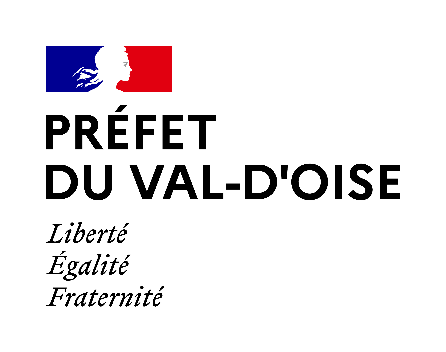 PRÉFET
DU VAL-D'OISE
Liberté
Égalité
Fraternité